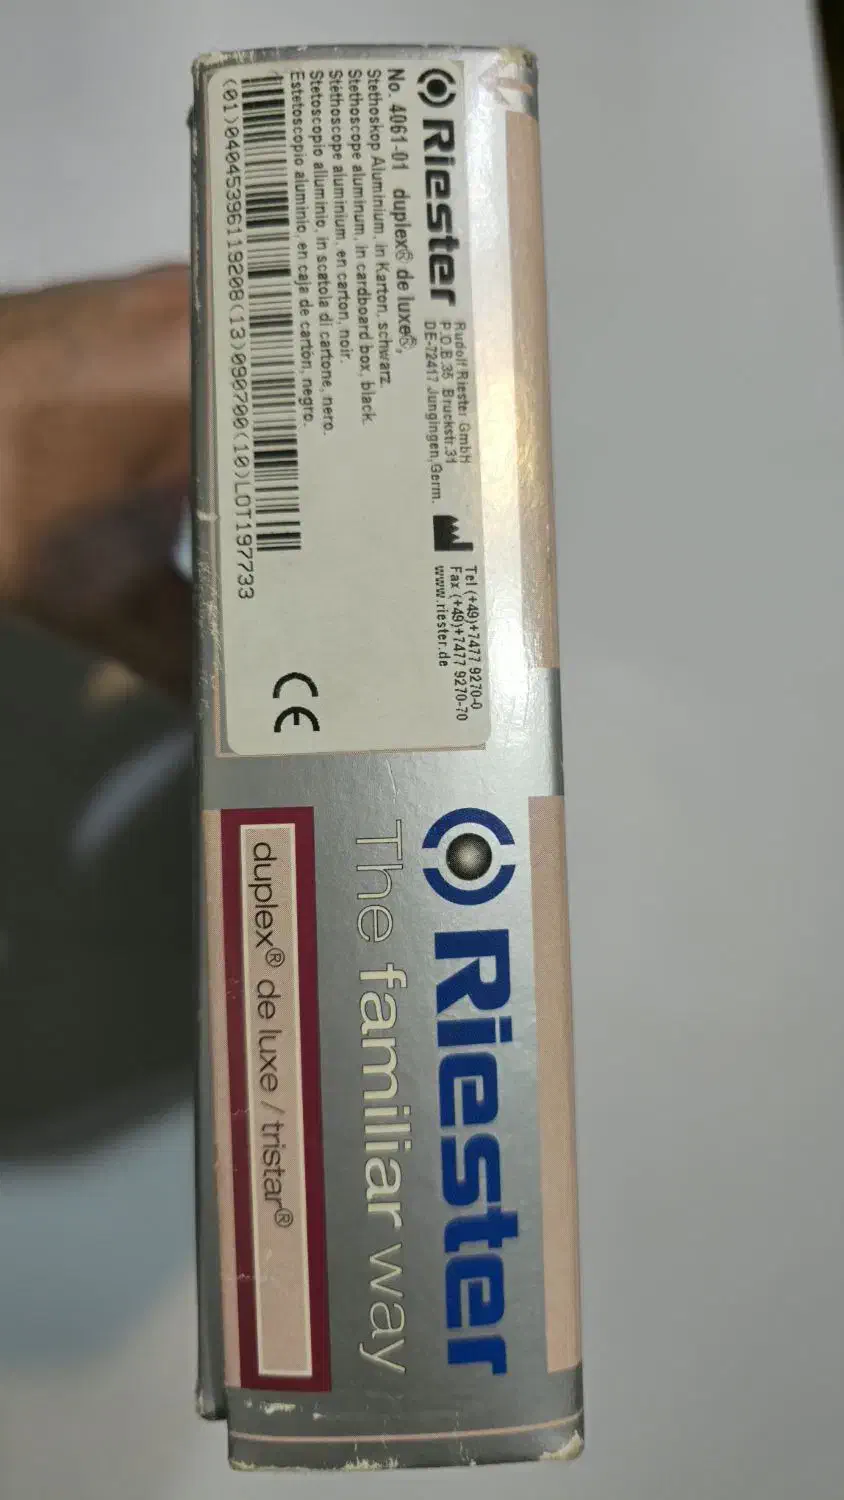 Riester
Rudolf Riester GmbH
P.O.B.35 Bruckstr.31
DE-72417 Jungingen,Germ.
Tel (+49)+7477 9270-0
Fax (+49)+7477 9270-70
www.riester.de
No. 4061-01 duplex® de luxe®,
Stethoskop Aluminium, in Karton, schwarz.
Stethoscope aluminum, in cardboard box, black.
Stéthoscope aluminium, en carton, noir.
Stetoscopio alluminio, in scatola di cartone, nero.
Estetoscopio aluminio, en caja de cartón, negro.
(01)04045396119208(13)090700(10)LOT197733
CE
Riester
The familiar way
duplex® de luxe / tristar®